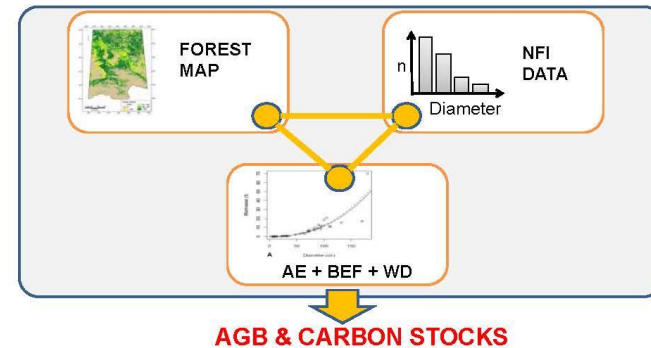 FOREST
MAP
n
Diameter
NFI
DATA
A
AE + BEF + WD
AGB & CARBON STOCKS